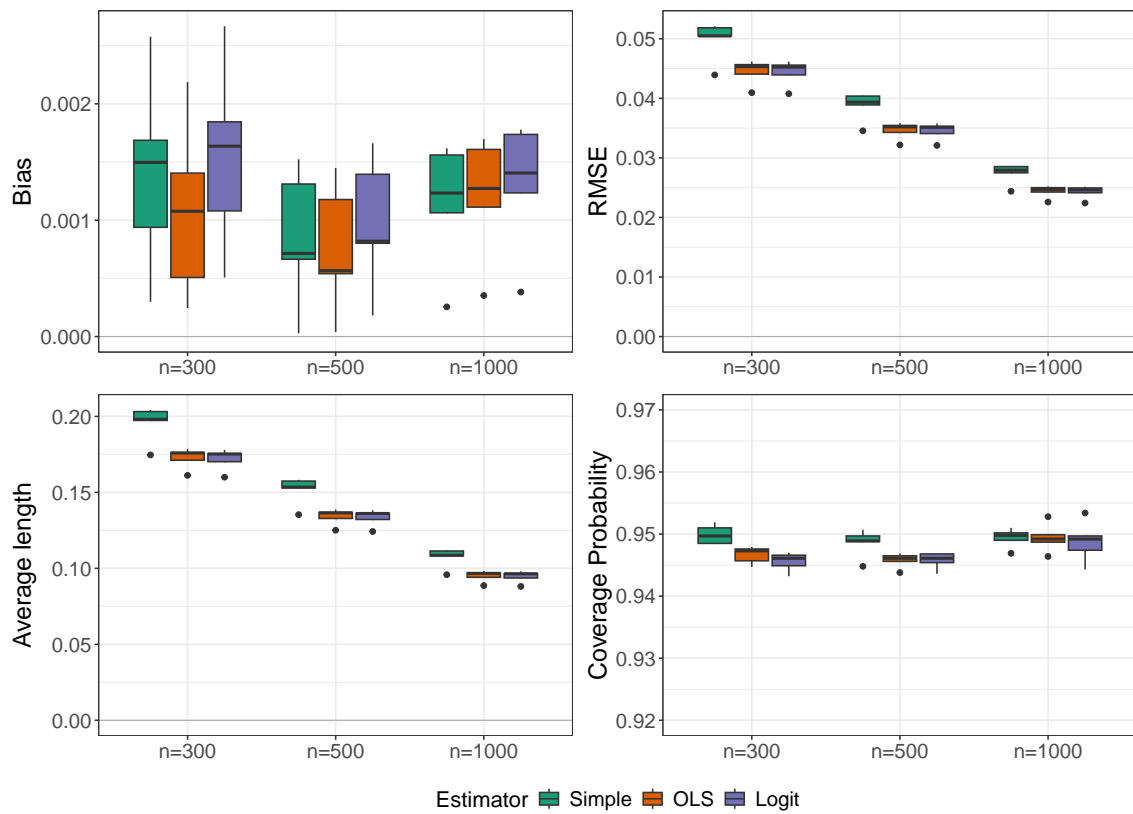 0.002
0.001
0.000
Bias
n=300 n=500 n=1000
0.05
0.04
0.03
0.02
0.01
0.00
RMSE
n=300 n=500 n=1000
0.20
0.15
0.10
0.05
0.00
Average length
n=300 n=500 n=1000
0.97
0.96
0.95
0.94
0.93
0.92
Coverage Probability
n=300 n=500 n=1000
Estimator Simple OLS Logit